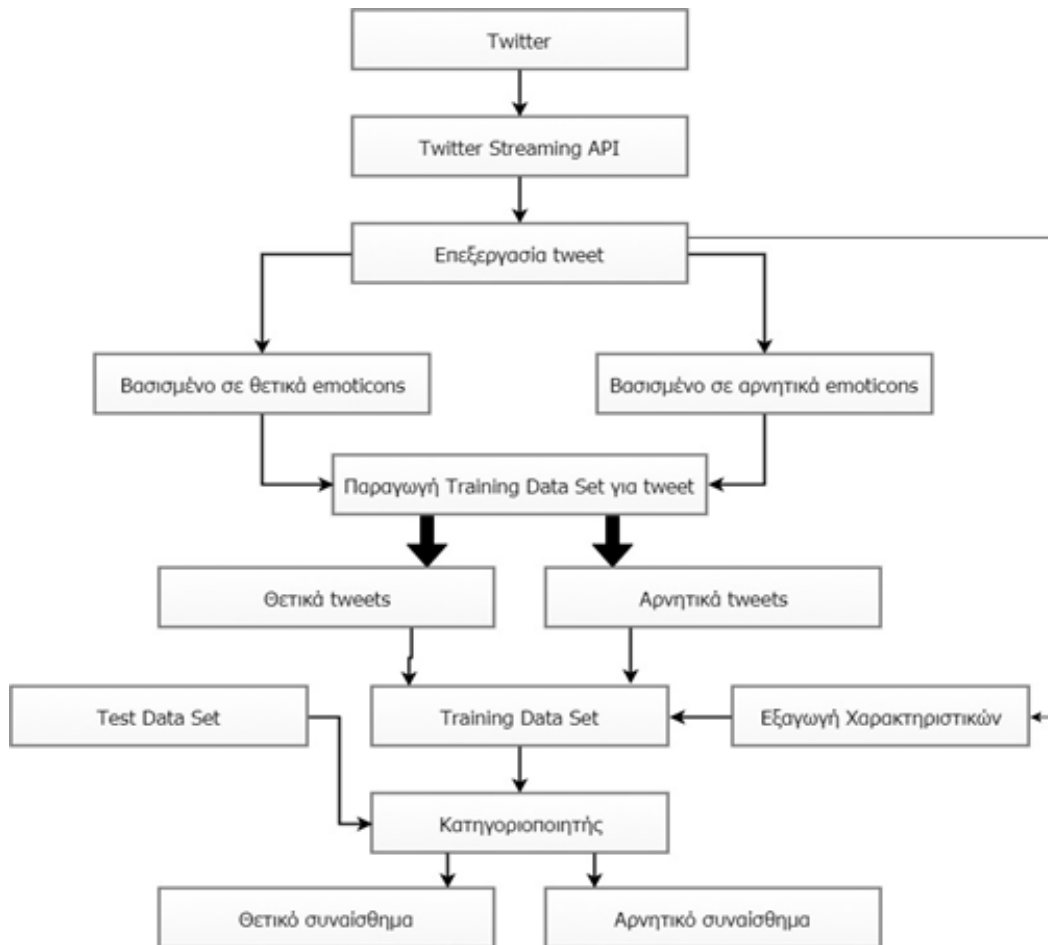 Twitter
Twitter Streaming API
Επεξεργασία tweet
Βασισμένο σε θετικά emoticons
Βασισμένο σε αρνητικά emoticons
Παραγωγή Training Data Set για tweet
Θετικά tweets
Αρνητικά tweets
Test Data Set
Training Data Set
Εξαγωγή Χαρακτηριστικών
Κατηγοριοποιητής
Θετικό συναίσθημα
Αρνητικό συναίσθημα